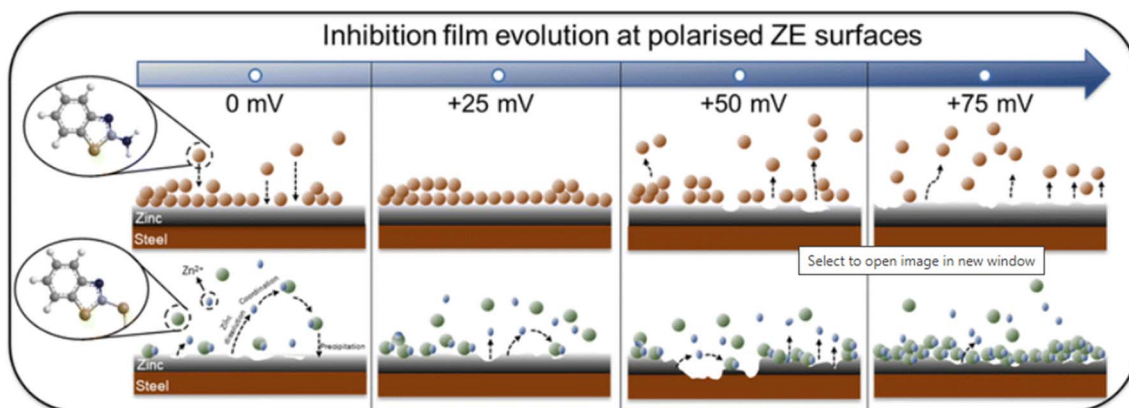 Inhibition film evolution at polarised ZE surfaces
0 mV
+25 mV
+50 mV
+75 mV
Zinc
Steel
Select to open image in new window
Zn²⁺
Coordination
Zinc dissolution
Precipitation
Zinc
Steel